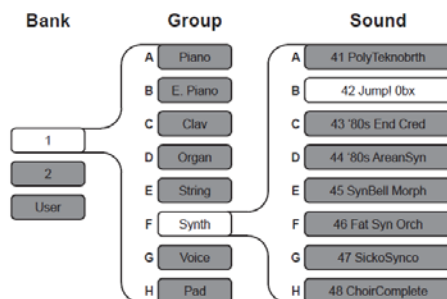 Bank Group Sound
A Piano A 41 PolyTeknobrth
B E. Piano B 42 Jump! 0bx
C Clav C 43 '80s End Cred
1
D Organ D 44 '80s AreanSyn
2
E String E 45 SynBell Morph
User
F Synth F 46 Fat Syn Orch
G Voice G 47 SickoSynco
H Pad H 48 ChoirComplete